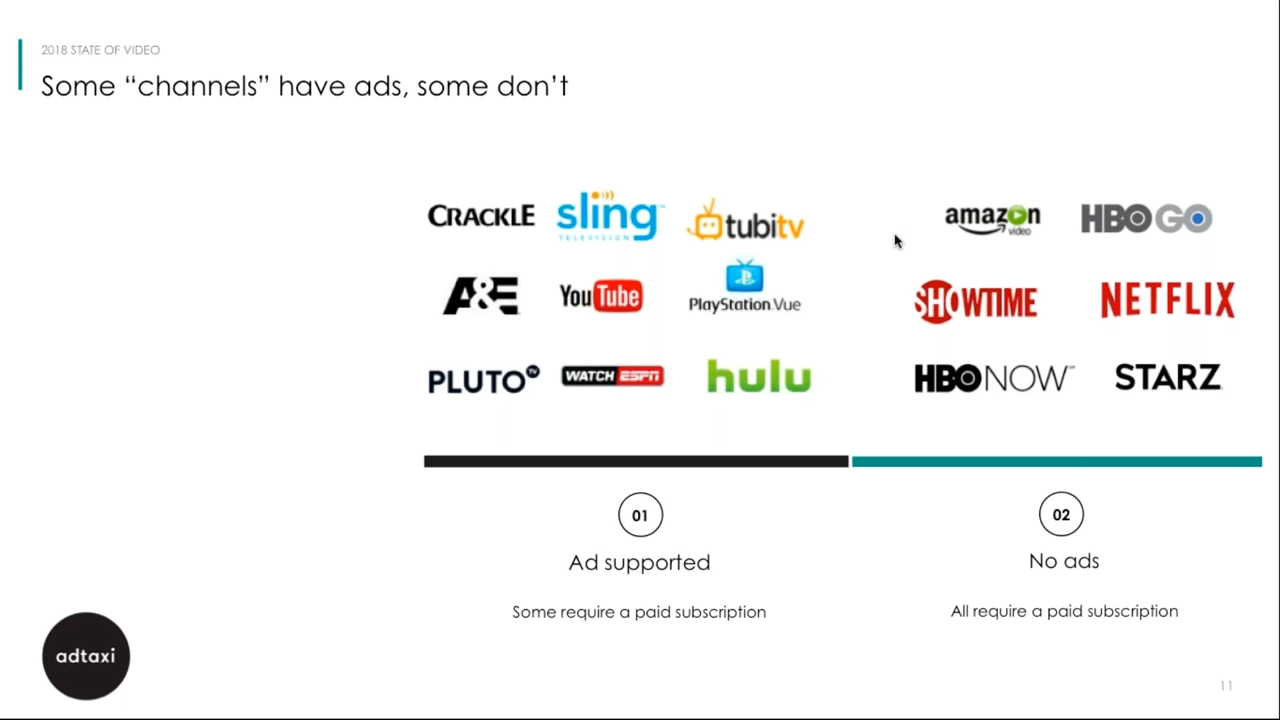 2018 STATE OF VIDEO
Some “channels” have ads, some don’t
CRACKLE
sling
TELEVISION
tubitv
amazon
video
HBO GO
A&E
YouTube
PlayStation.Vue
SHOWTIME
NETFLIX
PLUTO TV
WATCH ESPN
hulu
HBO NOW
STARZ
01
02
Ad supported
No ads
Some require a paid subscription
All require a paid subscription
adtaxi
11